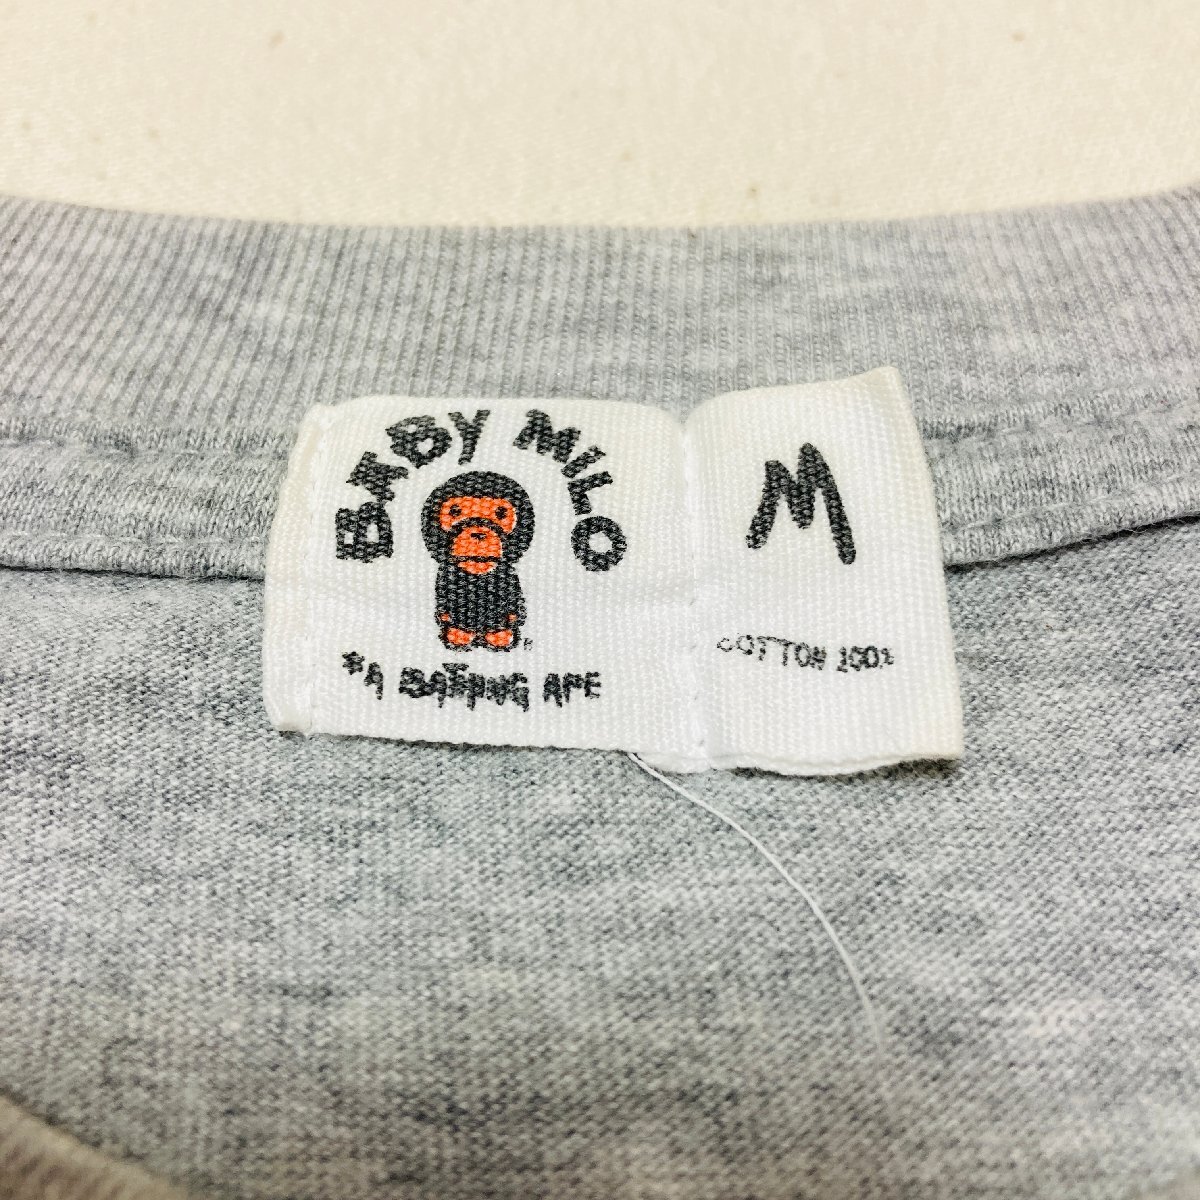 BABY MILO
*A BATHING APE
M
COTTON 100%